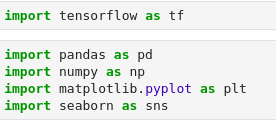 import tensorflow as tf
import pandas as pd
import numpy as np
import matplotlib.pyplot as plt
import seaborn as sns